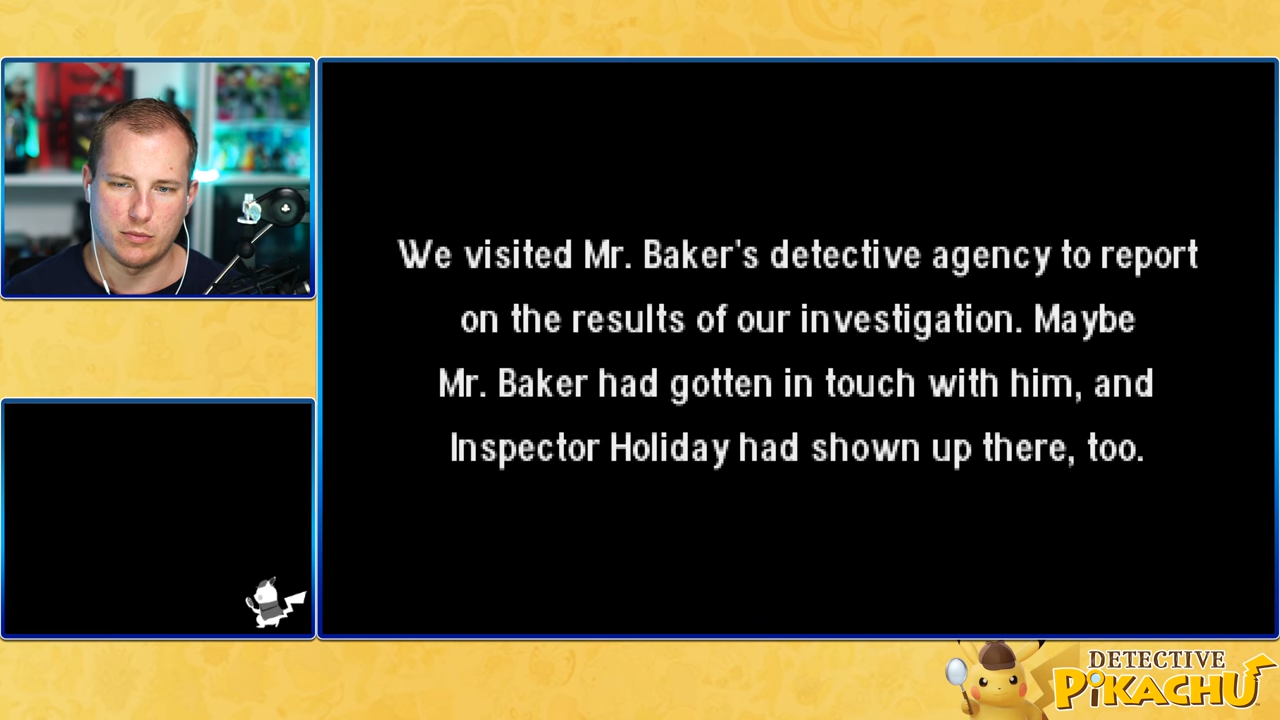 We visited Mr. Baker's detective agency to report
on the results of our investigation. Maybe
Mr. Baker had gotten in touch with him, and
Inspector Holiday had shown up there, too.
DETECTIVE
PIKACHU